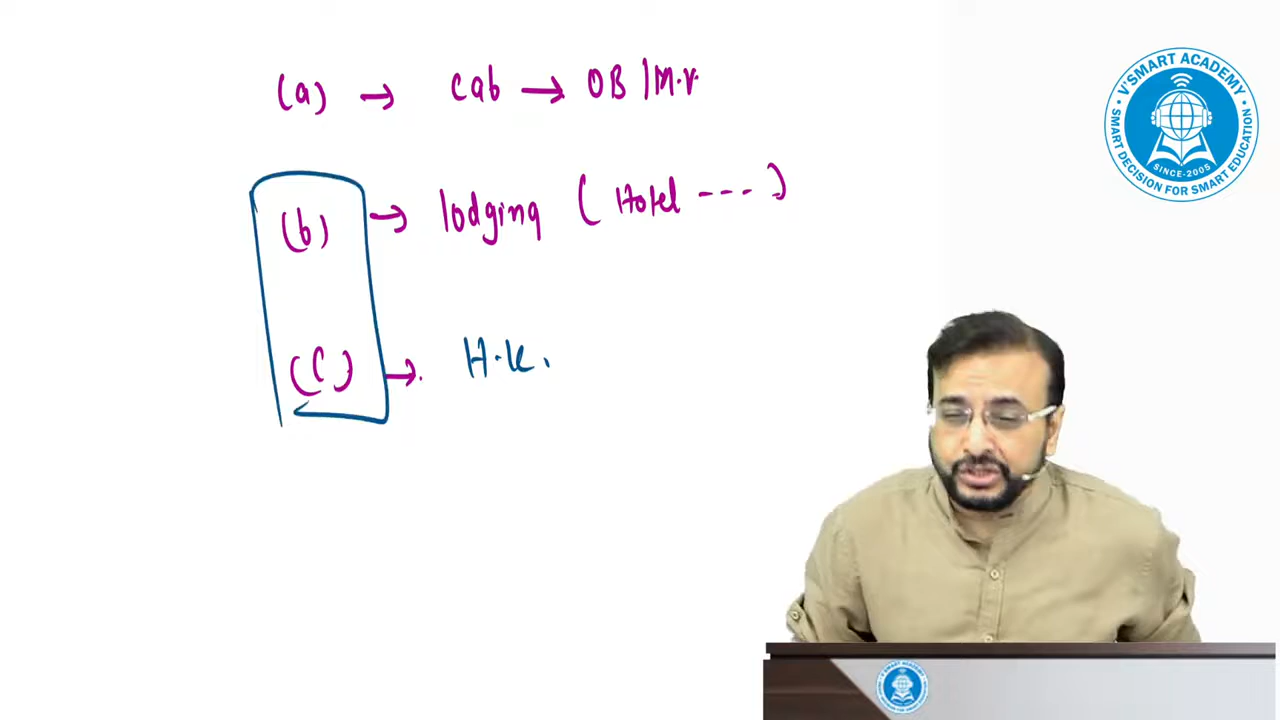 (a) → cab → OB / M.V.
(b) → lodging ( Hotel ---- )
(c) → H.K.
V'SMART ACADEMY
SINCE-2005
SMART DECISION FOR SMART EDUCATION